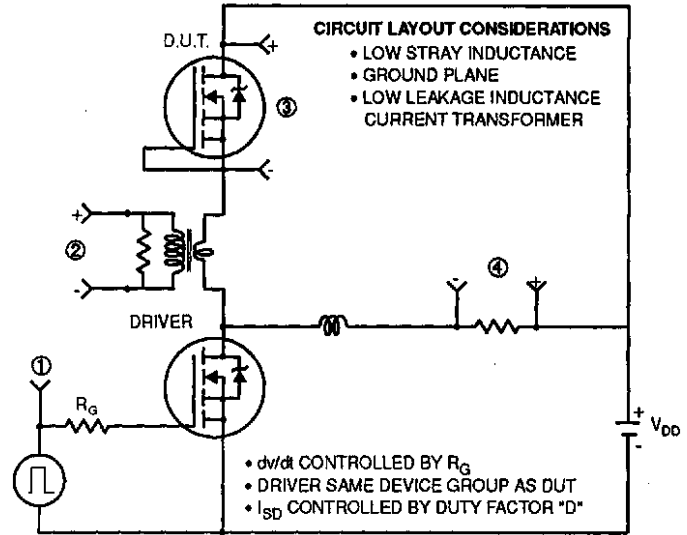 CIRCUIT LAYOUT CONSIDERATIONS
• LOW STRAY INDUCTANCE
• GROUND PLANE
• LOW LEAKAGE INDUCTANCE
CURRENT TRANSFORMER
D.U.T.
+
③
-
+
②
-
DRIVER
-
④
+
①
R_G
+
V_DD
-
• dv/dt CONTROLLED BY R_G
• DRIVER SAME DEVICE GROUP AS DUT
• I_SD CONTROLLED BY DUTY FACTOR "D"